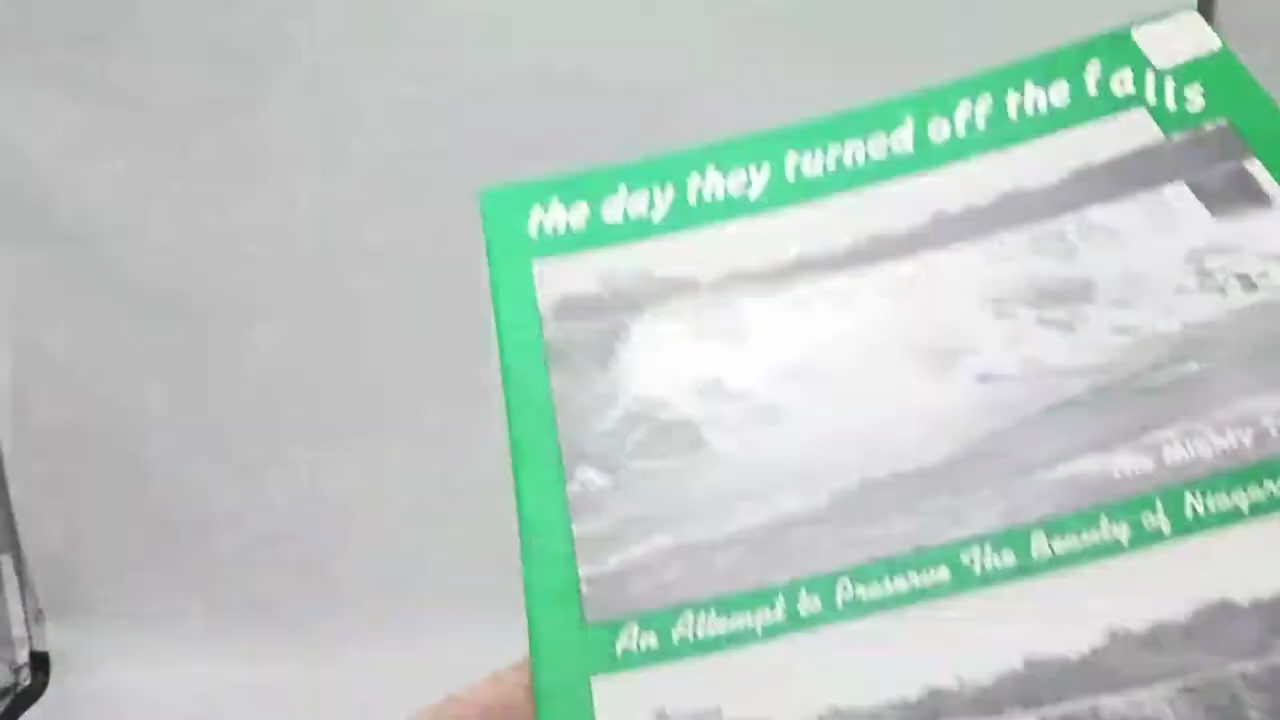 the day they turned off the falls
The Mighty
An Attempt to Preserve The Beauty of Niagara